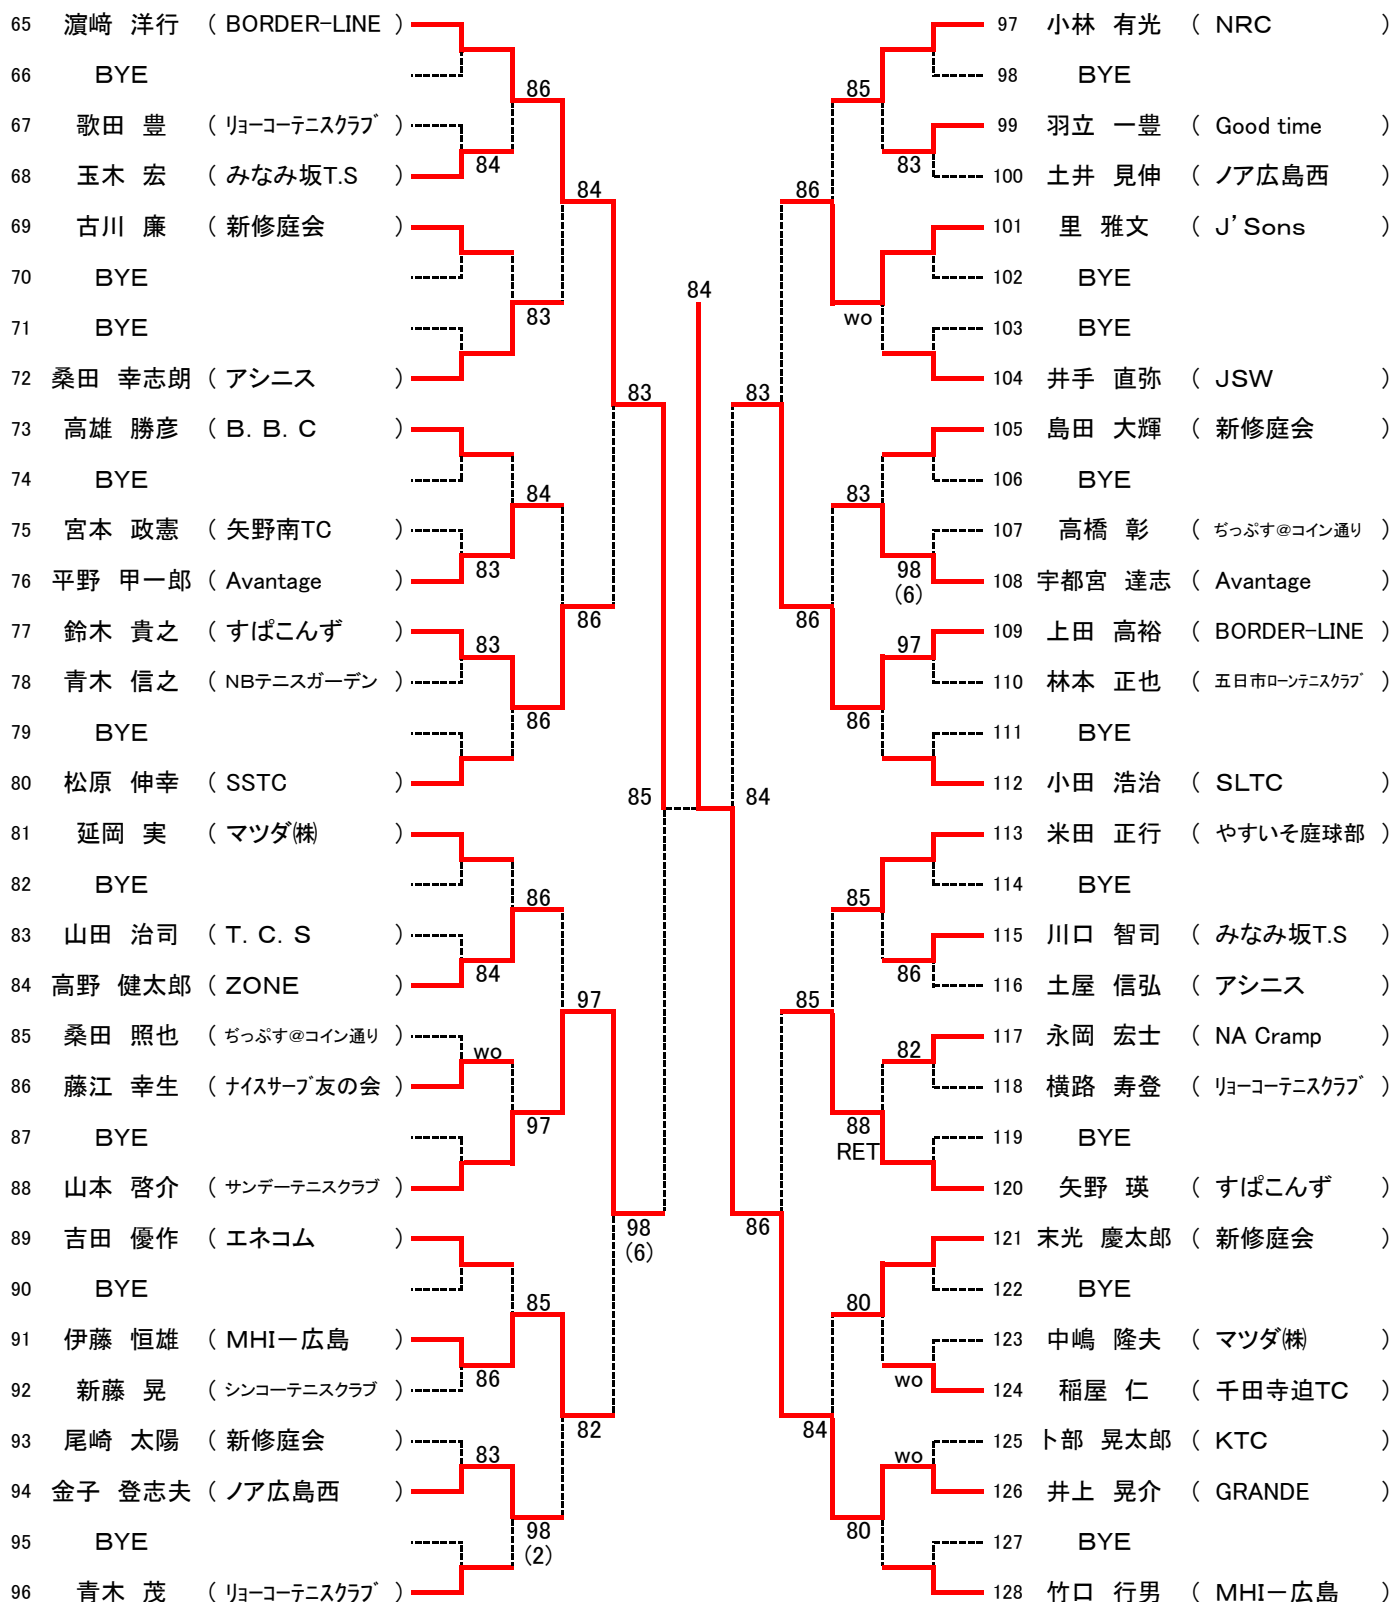 65 濵﨑 洋行 ( BORDER-LINE )
66 BYE
86
67 歌田 豊 ( リョーコーテニスクラブ )
84
68 玉木 宏 ( みなみ坂T.S )
84
69 古川 廉 ( 新修庭会 )
70 BYE
83
71 BYE
72 桑田 幸志朗 ( アシニス )
83
73 高雄 勝彦 ( B. B. C )
74 BYE
84
75 宮本 政憲 ( 矢野南TC )
83
76 平野 甲一郎 ( Avantage )
86
77 鈴木 貴之 ( すぱこんず )
83
78 青木 信之 ( NBテニスガーデン )
86
79 BYE
80 松原 伸幸 ( SSTC )
85
81 延岡 実 ( マツダ㈱ )
82 BYE
86
83 山田 治司 ( T. C. S )
84
84 高野 健太郎 ( ZONE )
97
85 桑田 照也 ( ぢっぷす@コイン通り )
wo
86 藤江 幸生 ( ナイスサーブ友の会 )
97
87 BYE
88 山本 啓介 ( サンデーテニスクラブ )
98
(6)
89 吉田 優作 ( エネコム )
90 BYE
85
91 伊藤 恒雄 ( MHI－広島 )
86
92 新藤 晃 ( シンコーテニスクラブ )
82
93 尾崎 太陽 ( 新修庭会 )
83
94 金子 登志夫 ( ノア広島西 )
98
(2)
95 BYE
96 青木 茂 ( リョーコーテニスクラブ )
84
97 小林 有光 ( NRC )
98 BYE
85
99 羽立 一豊 ( Good time )
83
100 土井 見伸 ( ノア広島西 )
86
101 里 雅文 ( J’Sons )
102 BYE
wo
103 BYE
104 井手 直弥 ( JSW )
83
105 島田 大輝 ( 新修庭会 )
106 BYE
83
107 高橋 彰 ( ぢっぷす@コイン通り )
98
(6)
108 宇都宮 達志 ( Avantage )
86
109 上田 高裕 ( BORDER-LINE )
97
110 林本 正也 ( 五日市ローンテニスクラブ )
86
111 BYE
112 小田 浩治 ( SLTC )
84
113 米田 正行 ( やすいそ庭球部 )
114 BYE
85
115 川口 智司 ( みなみ坂T.S )
86
116 土屋 信弘 ( アシニス )
85
117 永岡 宏士 ( NA Cramp )
82
118 横路 寿登 ( リョーコーテニスクラブ )
88
RET
119 BYE
120 矢野 瑛 ( すぱこんず )
86
121 末光 慶太郎 ( 新修庭会 )
122 BYE
80
123 中嶋 隆夫 ( マツダ㈱ )
wo
124 稲屋 仁 ( 千田寺迫TC )
84
125 卜部 晃太郎 ( KTC )
wo
126 井上 晃介 ( GRANDE )
80
127 BYE
128 竹口 行男 ( MHI－広島 )